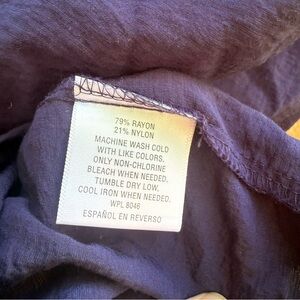 79% RAYON
21% NYLON
MACHINE WASH COLD
WITH LIKE COLORS.
ONLY NON-CHLORINE
BLEACH WHEN NEEDED.
TUMBLE DRY LOW.
COOL IRON WHEN NEEDED.
WPL 8046
ESPAÑOL EN REVERSO